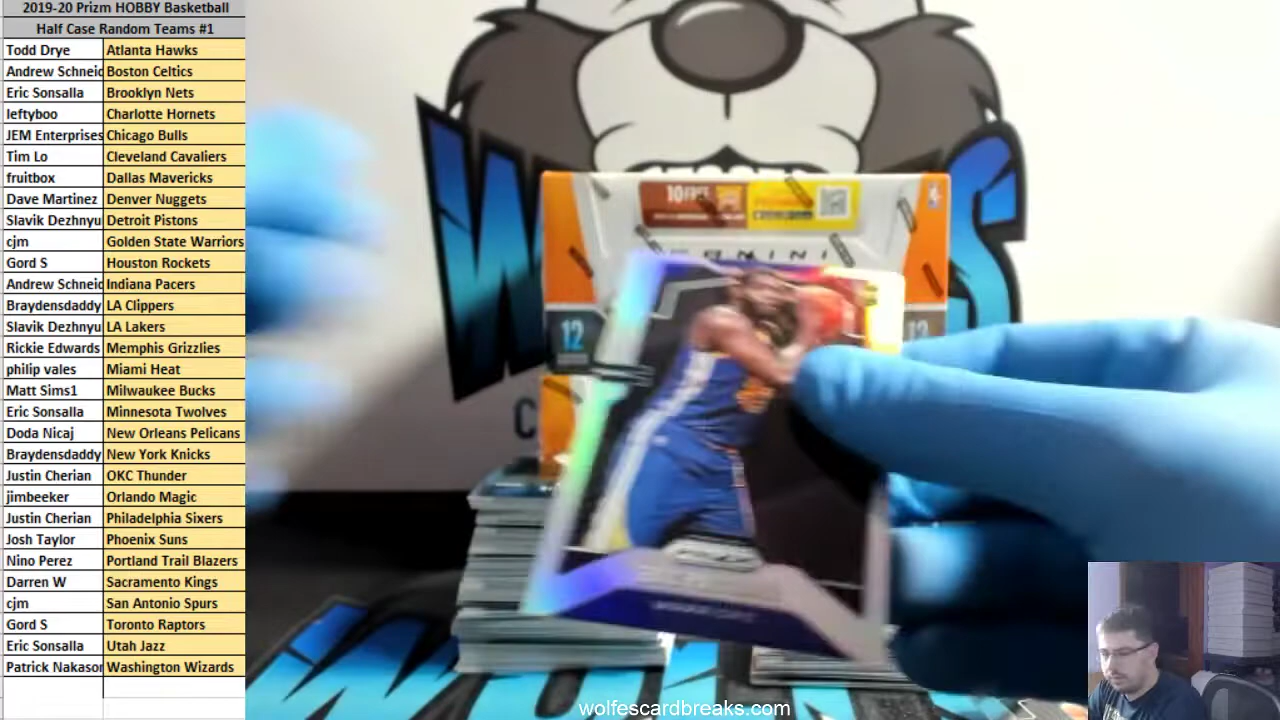 2019-20 Prizm HOBBY Basketball
Half Case Random Teams #1
Todd Drye Atlanta Hawks
Andrew Schneid Boston Celtics
Eric Sonsalla Brooklyn Nets
leftyboo Charlotte Hornets
JEM Enterprises Chicago Bulls
Tim Lo Cleveland Cavaliers
fruitbox Dallas Mavericks
Dave Martinez Denver Nuggets
Slavik Dezhnyu Detroit Pistons
cjm Golden State Warriors
Gord S Houston Rockets
Andrew Schneid Indiana Pacers
Braydensdaddy LA Clippers
Slavik Dezhnyu LA Lakers
Rickie Edwards Memphis Grizzlies
philip vales Miami Heat
Matt Sims1 Milwaukee Bucks
Eric Sonsalla Minnesota Twolves
Doda Nicaj New Orleans Pelicans
Braydensdaddy New York Knicks
Justin Cherian OKC Thunder
jimbeeker Orlando Magic
Justin Cherian Philadelphia Sixers
Josh Taylor Phoenix Suns
Nino Perez Portland Trail Blazers
Darren W Sacramento Kings
cjm San Antonio Spurs
Gord S Toronto Raptors
Eric Sonsalla Utah Jazz
Patrick Nakasor Washington Wizards
10 FREE
PANINI
12
12
wolfescardbreaks.com